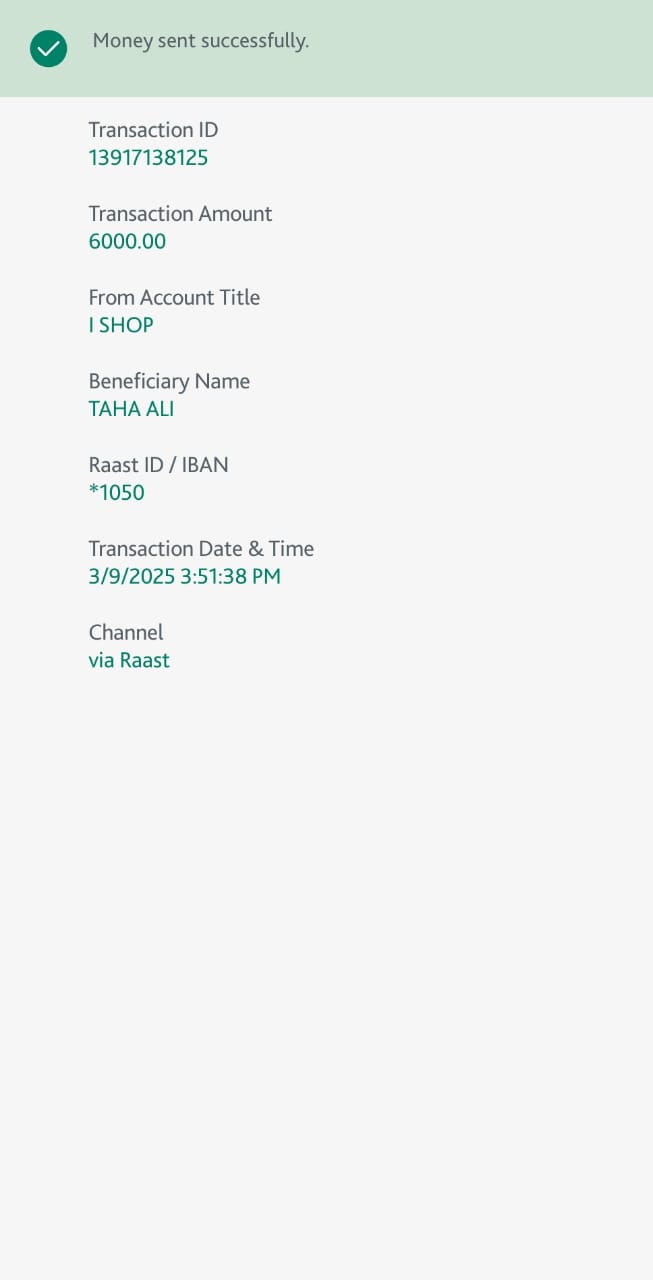 Money sent successfully.
Transaction ID
13917138125
Transaction Amount
6000.00
From Account Title
I SHOP
Beneficiary Name
TAHA ALI
Raast ID / IBAN
*1050
Transaction Date & Time
3/9/2025 3:51:38 PM
Channel
via Raast